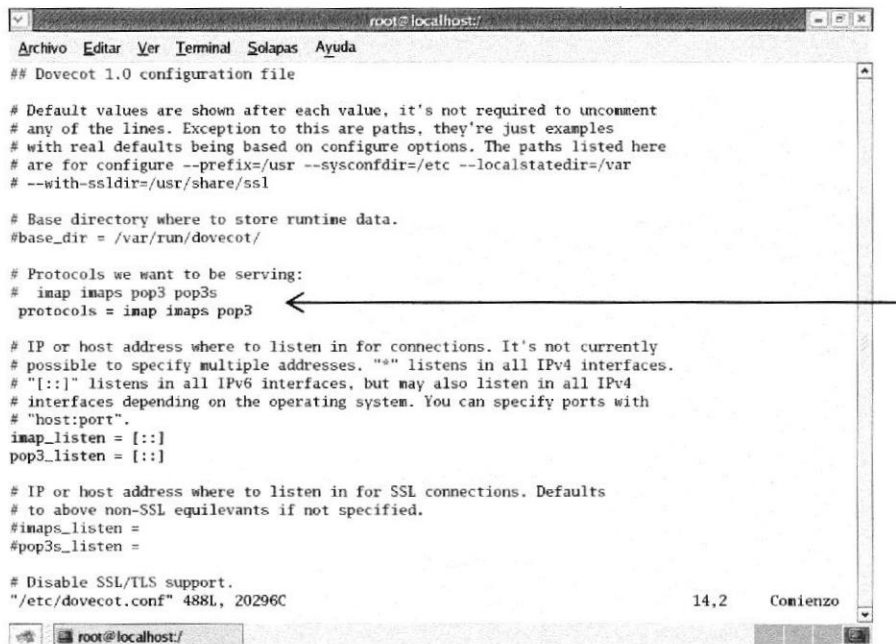 root@localhost:/
Archivo Editar Ver Terminal Solapas Ayuda
## Dovecot 1.0 configuration file
# Default values are shown after each value, it's not required to uncomment
# any of the lines. Exception to this are paths, they're just examples
# with real defaults being based on configure options. The paths listed here
# are for configure --prefix=/usr --sysconfdir=/etc --localstatedir=/var
# --with-ssldir=/usr/share/ssl
# Base directory where to store runtime data.
#base_dir = /var/run/dovecot/
# Protocols we want to be serving:
#  imap imaps pop3 pop3s
protocols = imap imaps pop3
# IP or host address where to listen in for connections. It's not currently
# possible to specify multiple addresses. "*" listens in all IPv4 interfaces.
# "[::]" listens in all IPv6 interfaces, but may also listen in all IPv4
# interfaces depending on the operating system. You can specify ports with
# "host:port".
imap_listen = [::]
pop3_listen = [::]
# IP or host address where to listen in for SSL connections. Defaults
# to above non-SSL equilevants if not specified.
#imaps_listen =
#pop3s_listen =
# Disable SSL/TLS support.
"/etc/dovecot.conf" 488L, 20296C 14,2 Comienzo
root@localhost:/